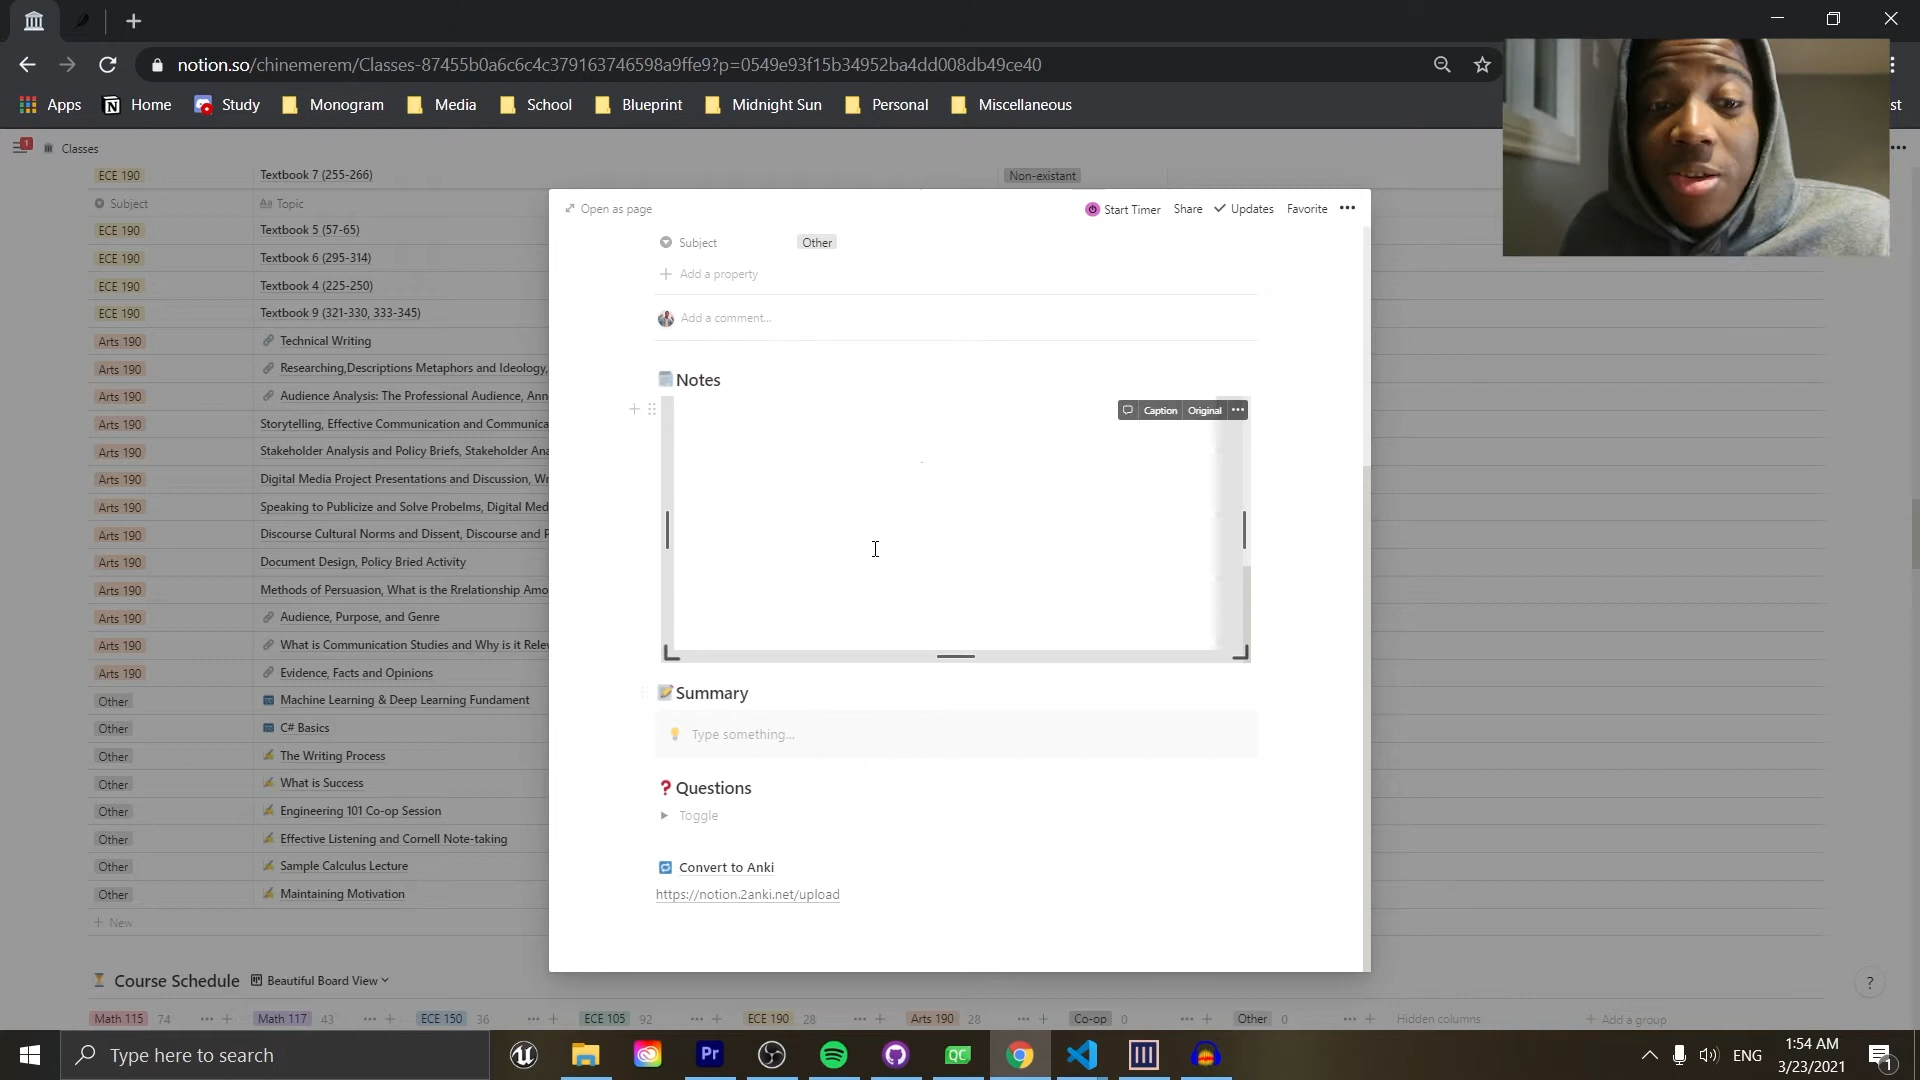 notion.so/chinemerem/Classes-87455b0a6c6c4c379163746598a9ffe9?p=0549e93f15b34952ba4dd008db49ce40
Apps Home Study Monogram Media School Blueprint Midnight Sun Personal Miscellaneous st
1 Classes
ECE 190 Textbook 7 (255-266) Non-existant
Subject Aa Topic
ECE 190 Textbook 5 (57-65)
ECE 190 Textbook 6 (295-314)
ECE 190 Textbook 4 (225-250)
ECE 190 Textbook 9 (321-330, 333-345)
Arts 190 Technical Writing
Arts 190 Researching,Descriptions Metaphors and Ideology,
Arts 190 Audience Analysis: The Professional Audience, Ann
Arts 190 Storytelling, Effective Communication and Communica
Arts 190 Stakeholder Analysis and Policy Briefs, Stakeholder Ana
Arts 190 Digital Media Project Presentations and Discussion, Wr
Arts 190 Speaking to Publicize and Solve Probelms, Digital Med
Arts 190 Discourse Cultural Norms and Dissent, Discourse and P
Arts 190 Document Design, Policy Bried Activity
Arts 190 Methods of Persuasion, What is the Rrelationship Amo
Arts 190 Audience, Purpose, and Genre
Arts 190 What is Communication Studies and Why is it Relev
Arts 190 Evidence, Facts and Opinions
Other Machine Learning & Deep Learning Fundament
Other C# Basics
Other The Writing Process
Other What is Success
Other Engineering 101 Co-op Session
Other Effective Listening and Cornell Note-taking
Other Sample Calculus Lecture
Other Maintaining Motivation
+ New
Open as page Start Timer Share Updates Favorite
Subject Other
+ Add a property
Add a comment...
Notes
Caption Original
Summary
Type something...
Questions
Toggle
Convert to Anki
https://notion.2anki.net/upload
Course Schedule Beautiful Board View
Math 115 74 Math 117 43 ECE 150 36 ECE 105 92 ECE 190 28 Arts 190 28 Co-op 0 Other 0 Hidden columns + Add a group
Type here to search Pr QC ENG 1:54 AM
3/23/2021 1